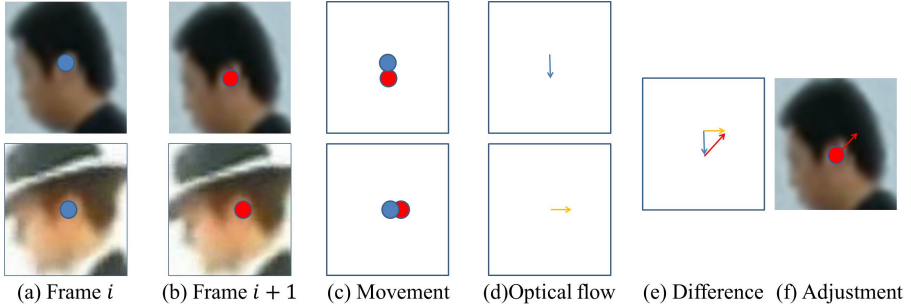 (a) Frame i (b) Frame i + 1 (c) Movement (d)Optical flow (e) Difference (f) Adjustment